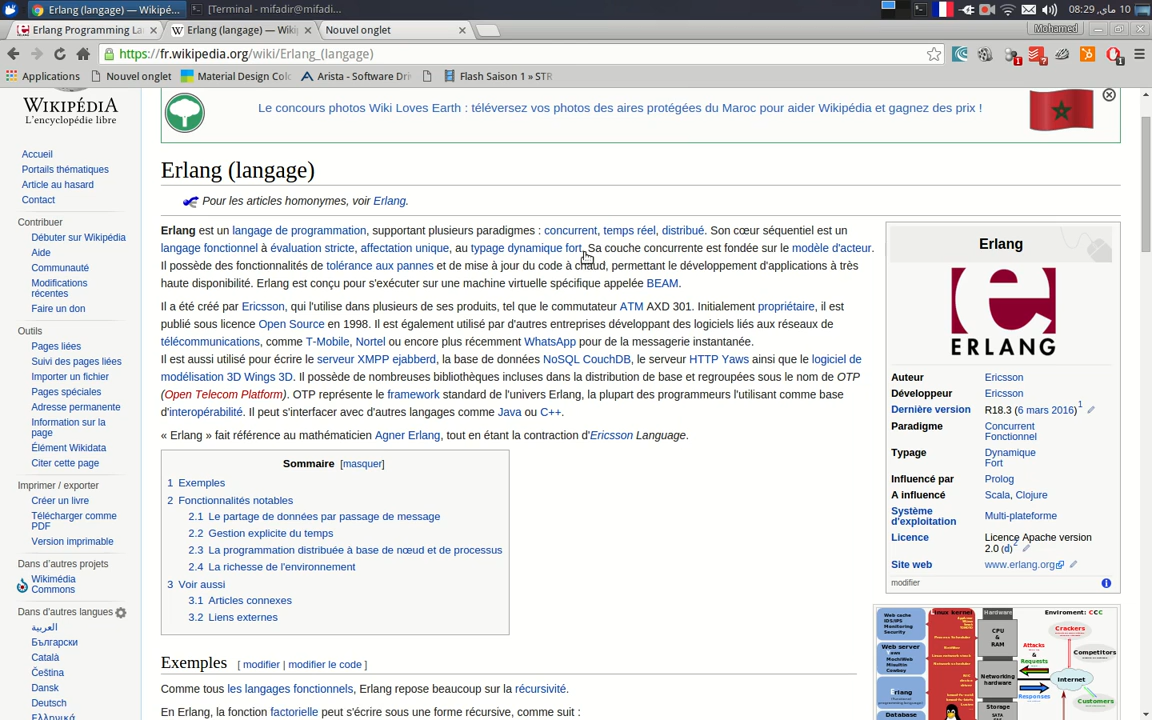 Erlang (langage) — Wikipé...
[Terminal - mifadir@mifadi...
10 ماي, 08:29
Erlang Programming La
Erlang (langage) — Wiki
Nouvel onglet
Mohamed
https://fr.wikipedia.org/wiki/Erlang_(langage)
Applications
Nouvel onglet
Material Design Colo
Arista - Software Driv
Flash Saison 1 » STR
WIKIPÉDIA
L'encyclopédie libre
Accueil
Portails thématiques
Article au hasard
Contact
Contribuer
Débuter sur Wikipédia
Aide
Communauté
Modifications
récentes
Faire un don
Outils
Pages liées
Suivi des pages liées
Importer un fichier
Pages spéciales
Adresse permanente
Information sur la
page
Élément Wikidata
Citer cette page
Imprimer / exporter
Créer un livre
Télécharger comme
PDF
Version imprimable
Dans d'autres projets
Wikimédia
Commons
Dans d'autres langues
العربية
Български
Català
Čeština
Dansk
Deutsch
Ελληνικά
Le concours photos Wiki Loves Earth : téléversez vos photos des aires protégées du Maroc pour aider Wikipédia et gagnez des prix !
Erlang (langage)
Pour les articles homonymes, voir Erlang.
Erlang est un langage de programmation, supportant plusieurs paradigmes : concurrent, temps réel, distribué. Son cœur séquentiel est un
langage fonctionnel à évaluation stricte, affectation unique, au typage dynamique fort. Sa couche concurrente est fondée sur le modèle d'acteur.
Il possède des fonctionnalités de tolérance aux pannes et de mise à jour du code à chaud, permettant le développement d'applications à très
haute disponibilité. Erlang est conçu pour s'exécuter sur une machine virtuelle spécifique appelée BEAM.
Il a été créé par Ericsson, qui l'utilise dans plusieurs de ses produits, tel que le commutateur ATM AXD 301. Initialement propriétaire, il est
publié sous licence Open Source en 1998. Il est également utilisé par d'autres entreprises développant des logiciels liés aux réseaux de
télécommunications, comme T-Mobile, Nortel ou encore plus récemment WhatsApp pour de la messagerie instantanée.
Il est aussi utilisé pour écrire le serveur XMPP ejabberd, la base de données NoSQL CouchDB, le serveur HTTP Yaws ainsi que le logiciel de
modélisation 3D Wings 3D. Il possède de nombreuses bibliothèques incluses dans la distribution de base et regroupées sous le nom de OTP
(Open Telecom Platform). OTP représente le framework standard de l'univers Erlang, la plupart des programmeurs l'utilisant comme base
d'interopérabilité. Il peut s'interfacer avec d'autres langages comme Java ou C++.
« Erlang » fait référence au mathématicien Agner Erlang, tout en étant la contraction d'Ericsson Language.
Sommaire [masquer]
1 Exemples
2 Fonctionnalités notables
2.1 Le partage de données par passage de message
2.2 Gestion explicite du temps
2.3 La programmation distribuée à base de nœud et de processus
2.4 La richesse de l'environnement
3 Voir aussi
3.1 Articles connexes
3.2 Liens externes
Exemples [ modifier | modifier le code ]
Comme tous les langages fonctionnels, Erlang repose beaucoup sur la récursivité.
En Erlang, la fonction factorielle peut s'écrire sous une forme récursive, comme suit :
Erlang
ERLANG
Auteur Ericsson
Développeur Ericsson
Dernière version R18.3 (6 mars 2016)1
Paradigme Concurrent
Fonctionnel
Typage Dynamique
Fort
Influencé par Prolog
A influencé Scala, Clojure
Système
d'exploitation Multi-plateforme
Licence Licence Apache version
2.0 (d)2
Site web www.erlang.org
modifier
Web cache
IDS/IPS
Monitoring
Security
Web server
Yaws
MochiWeb
Misultin
Cowboy
Erlang
Database
Linux kernel
Hardware
CPU
&
RAM
Networking
hardware
Storage
Enviroment: CCC
Crackers
Attacks
&
Requests
Competitors
Internet
Responses
Customers